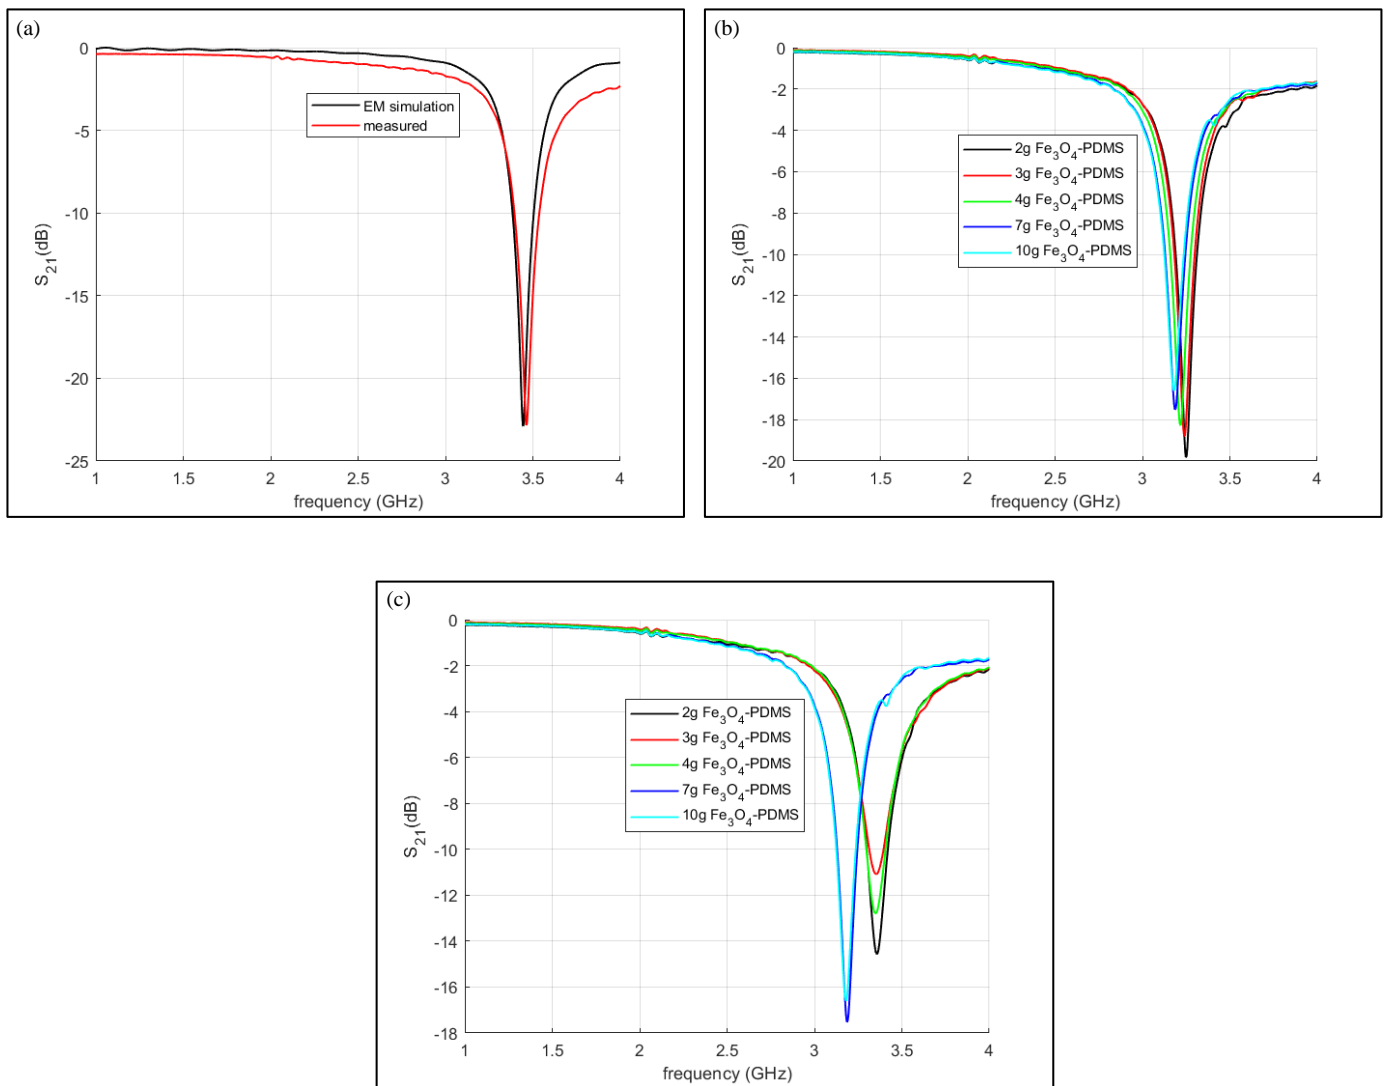 (a)
0
-5
-10
-15
-20
-25
S21(dB)
EM simulation
measured
1
1.5
2
2.5
3
3.5
4
frequency (GHz)
(b)
0
-2
-4
-6
-8
-10
-12
-14
-16
-18
-20
S21(dB)
2g Fe3O4-PDMS
3g Fe3O4-PDMS
4g Fe3O4-PDMS
7g Fe3O4-PDMS
10g Fe3O4-PDMS
1
1.5
2
2.5
3
3.5
4
frequency (GHz)
(c)
0
-2
-4
-6
-8
-10
-12
-14
-16
-18
S21(dB)
2g Fe3O4-PDMS
3g Fe3O4-PDMS
4g Fe3O4-PDMS
7g Fe3O4-PDMS
10g Fe3O4-PDMS
1
1.5
2
2.5
3
3.5
4
frequency (GHz)